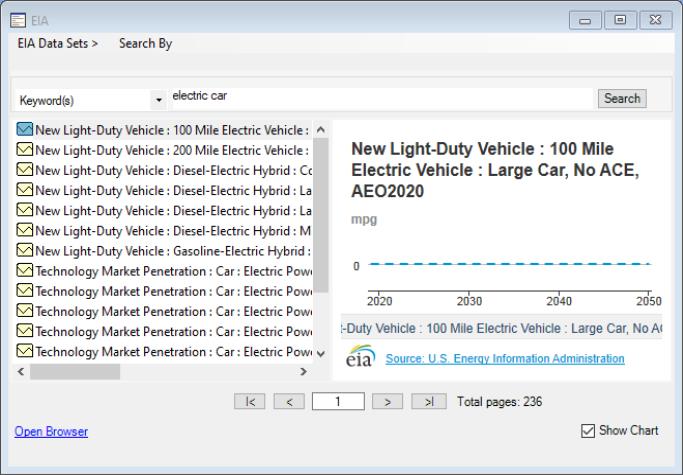 EIA
EIA Data Sets >
Search By
Keyword(s)
electric car
Search
New Light-Duty Vehicle : 100 Mile Electric Vehicle :
New Light-Duty Vehicle : 200 Mile Electric Vehicle :
New Light-Duty Vehicle : Diesel-Electric Hybrid : Co
New Light-Duty Vehicle : Diesel-Electric Hybrid : La
New Light-Duty Vehicle : Diesel-Electric Hybrid : La
New Light-Duty Vehicle : Diesel-Electric Hybrid : M
New Light-Duty Vehicle : Gasoline-Electric Hybrid :
Technology Market Penetration : Car : Electric Powe
Technology Market Penetration : Car : Electric Powe
Technology Market Penetration : Car : Electric Powe
Technology Market Penetration : Car : Electric Powe
Technology Market Penetration : Car : Electric Powe
New Light-Duty Vehicle : 100 Mile
Electric Vehicle : Large Car, No ACE,
AEO2020
mpg
0
2020 2030 2040 2050
t-Duty Vehicle : 100 Mile Electric Vehicle : Large Car, No A
eia
Source: U.S. Energy Information Administration
|<
<
1
>
>|
Total pages: 236
Open Browser
Show Chart